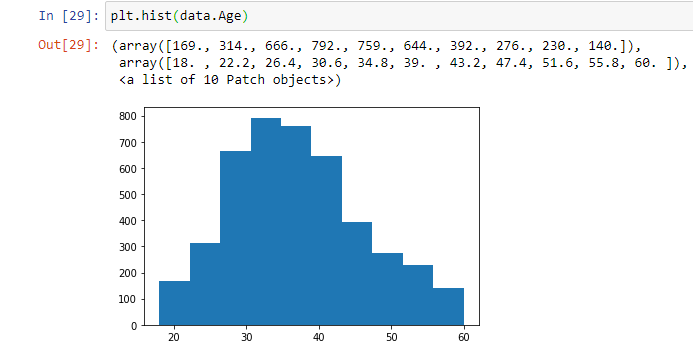 In [29]: plt.hist(data.Age)
Out[29]: (array([169., 314., 666., 792., 759., 644., 392., 276., 230., 140.]),
array([18. , 22.2, 26.4, 30.6, 34.8, 39. , 43.2, 47.4, 51.6, 55.8, 60. ]),
<a list of 10 Patch objects>)
800
700
600
500
400
300
200
100
0
20 30 40 50 60